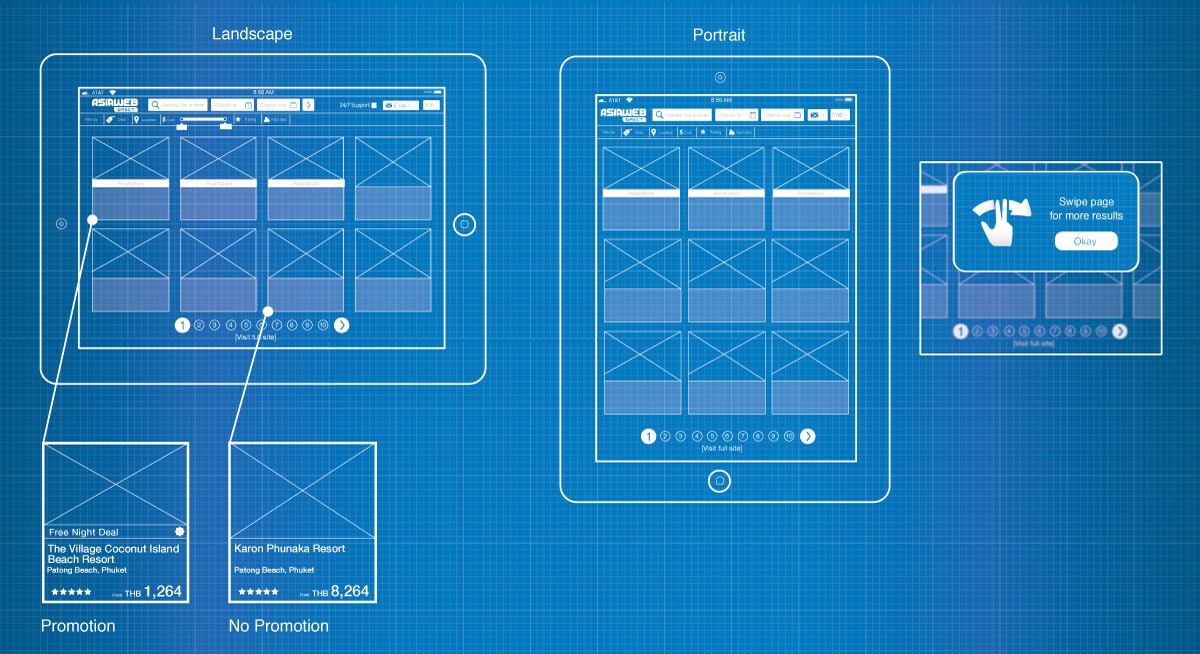 Landscape
Portrait
AT&T
8:56 AM
100%
ASIAWEB
DIRECT
Country, City or Hotel
Check-in
Check-out
24/7 Support
Filter by
Deal
Location
$ Cost
Rating
Facilities
Promotion
Promotion
Promotion
1 2 3 4 5 6 7 8 9 10
[Visit full site]
AT&T
8:56 AM
100%
ASIAWEB
DIRECT
Country, City or Hotel
Check-in
Check-out
THB
Filter by
Deal
Location
$ Cost
Rating
Facilities
Promotion
Promotion
Promotion
1 2 3 4 5 6 7 8 9 10
[Visit full site]
Swipe page
for more results
Okay
1 2 3 4 5 6 7 8 9 10
[Visit full site]
Free Night Deal
The Village Coconut Island
Beach Resort
Patong Beach, Phuket
From THB 1,264
Promotion
Karon Phunaka Resort
Patong Beach, Phuket
From THB 8,264
No Promotion